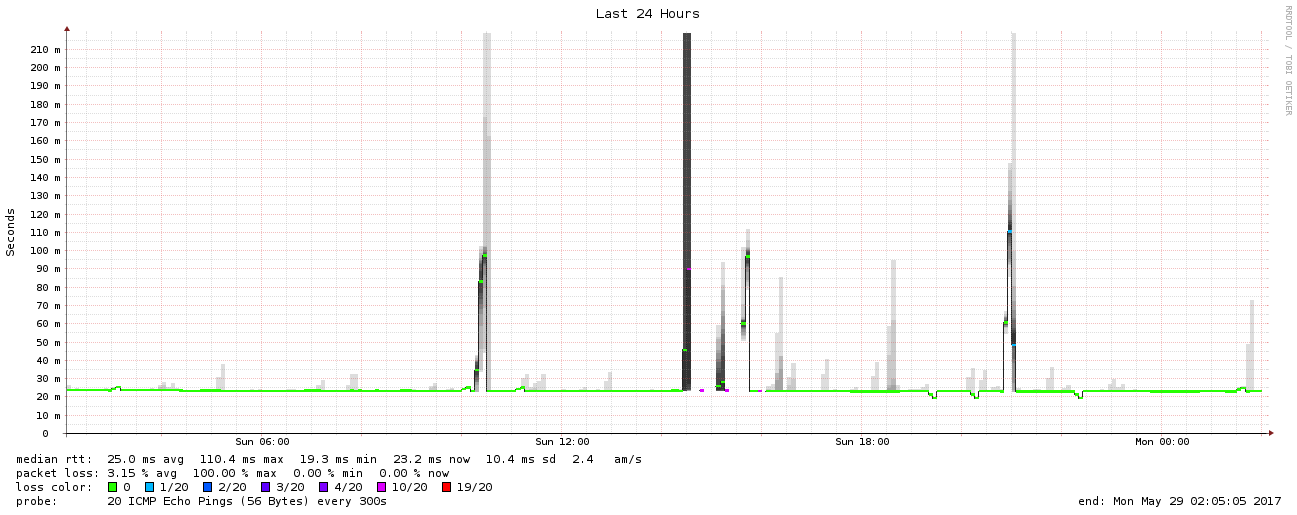 Last 24 Hours
RRDTOOL / TOBI OETIKER
Seconds
210 m
200 m
190 m
180 m
170 m
160 m
150 m
140 m
130 m
120 m
110 m
100 m
90 m
80 m
70 m
60 m
50 m
40 m
30 m
20 m
10 m
0
Sun 06:00 Sun 12:00 Sun 18:00 Mon 00:00
median rtt: 25.0 ms avg 110.4 ms max 19.3 ms min 23.2 ms now 10.4 ms sd 2.4 am/s
packet loss: 3.15 % avg 100.00 % max 0.00 % min 0.00 % now
loss color: 0 1/20 2/20 3/20 4/20 10/20 19/20
probe: 20 ICMP Echo Pings (56 Bytes) every 300s end: Mon May 29 02:05:05 2017